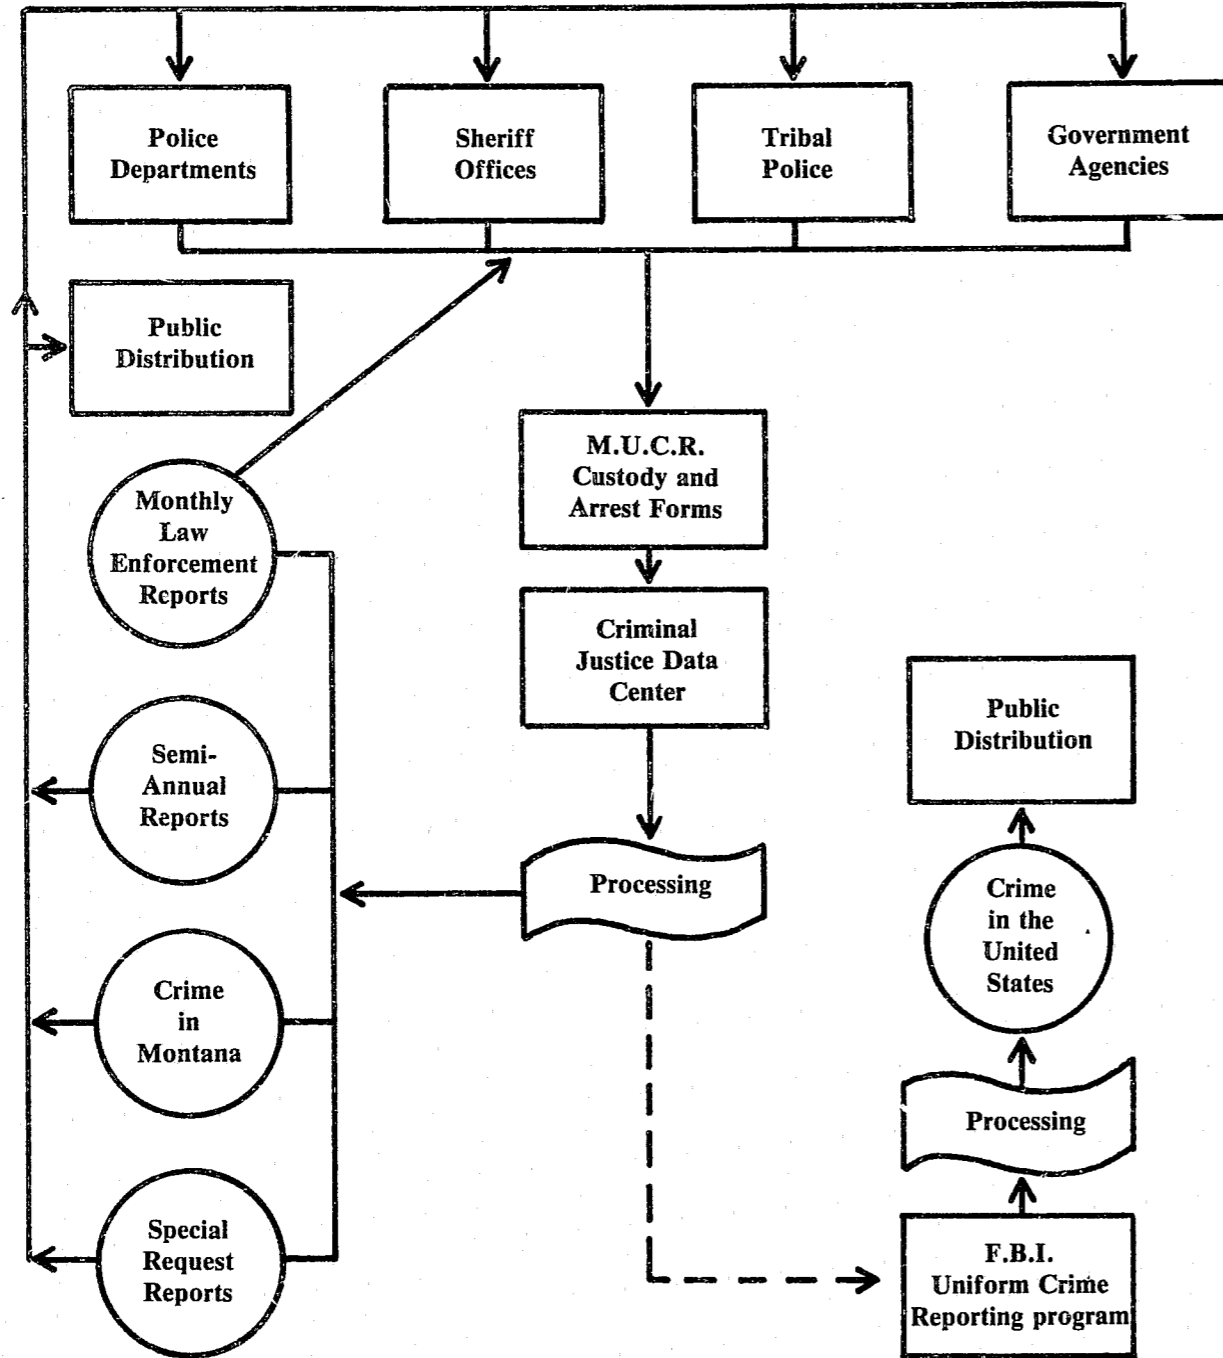 Police
Departments
Sheriff
Offices
Tribal
Police
Government
Agencies
Public
Distribution
M.U.C.R.
Custody and
Arrest Forms
Monthly
Law
Enforcement
Reports
Criminal
Justice Data
Center
Semi-
Annual
Reports
Public
Distribution
Processing
Crime
in the
United
States
Crime
in
Montana
Processing
Special
Request
Reports
F.B.I.
Uniform Crime
Reporting program